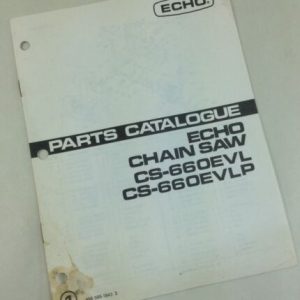 ECHO
PARTS CATALOGUE
ECHO
CHAIN SAW
CS-660EVL
CS-660EVLP